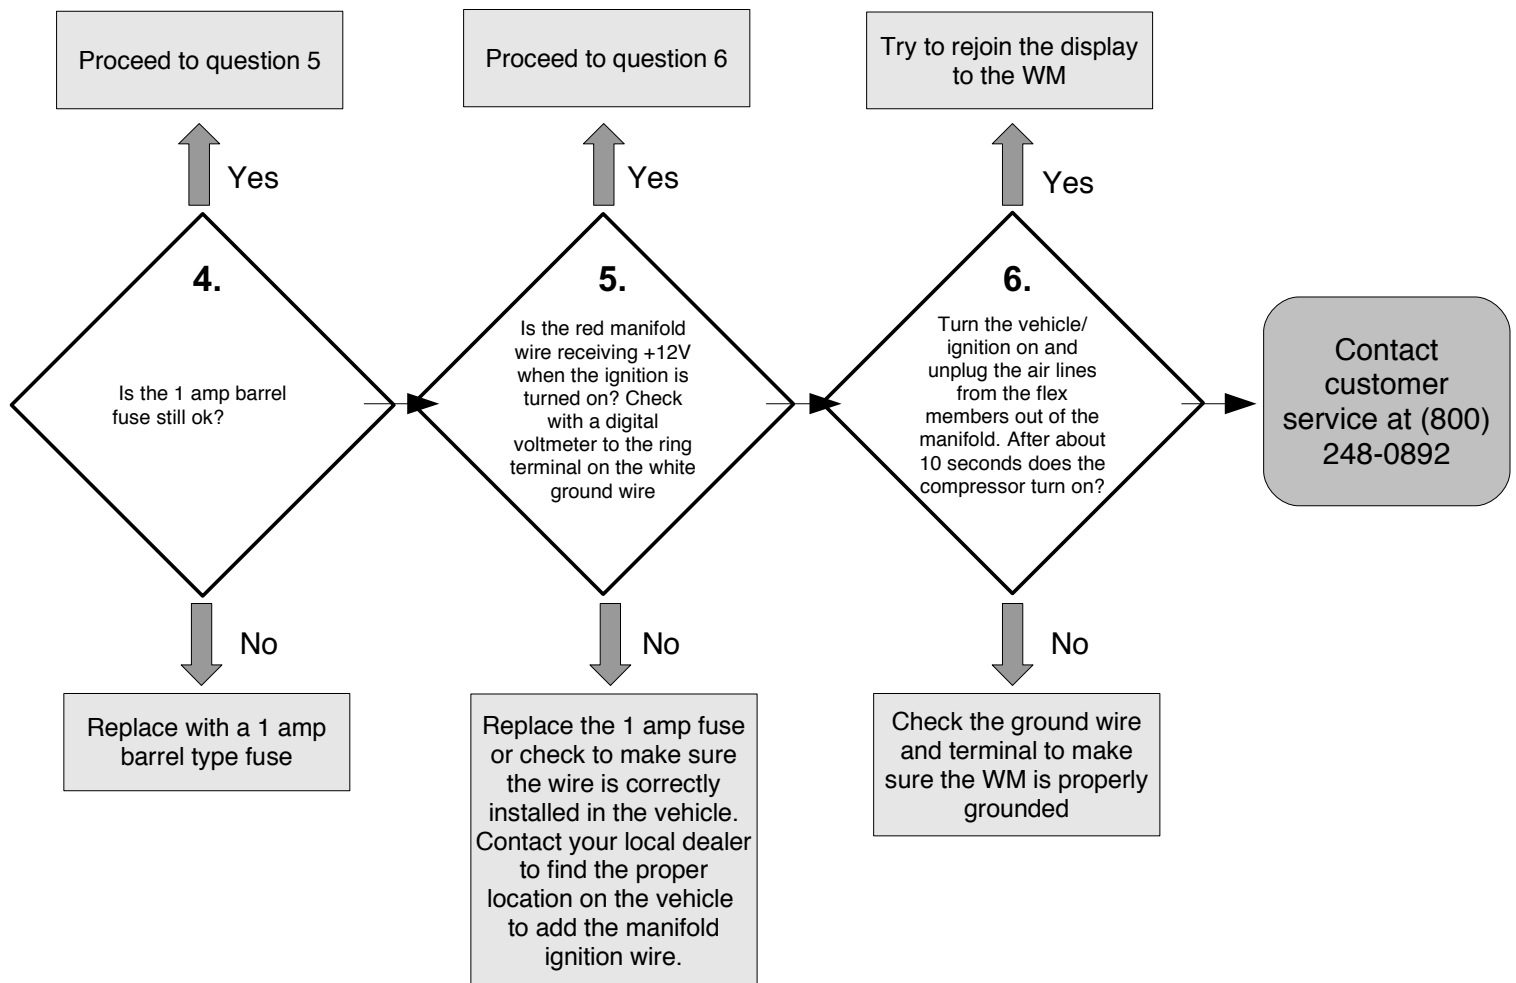 Proceed to question 5
Yes
4.
Is the 1 amp barrel
fuse still ok?
No
Replace with a 1 amp
barrel type fuse
Proceed to question 6
Yes
5.
Is the red manifold
wire receiving +12V
when the ignition is
turned on? Check
with a digital
voltmeter to the ring
terminal on the white
ground wire
No
Replace the 1 amp fuse
or check to make sure
the wire is correctly
installed in the vehicle.
Contact your local dealer
to find the proper
location on the vehicle
to add the manifold
ignition wire.
Try to rejoin the display
to the WM
Yes
6.
Turn the vehicle/
ignition on and
unplug the air lines
from the flex
members out of the
manifold. After about
10 seconds does the
compressor turn on?
No
Check the ground wire
and terminal to make
sure the WM is properly
grounded
Contact
customer
service at (800)
248-0892